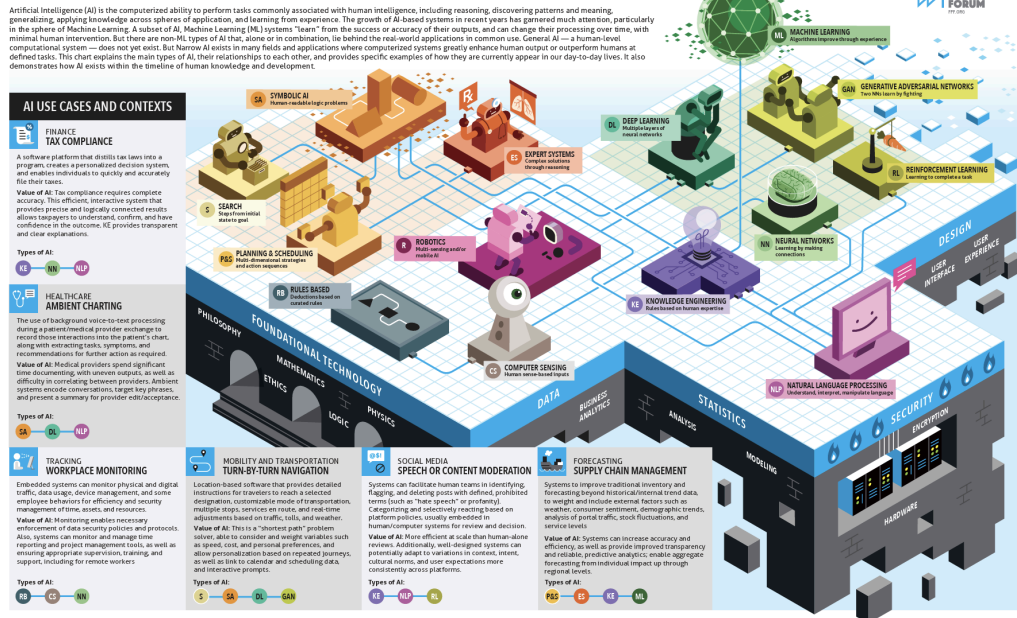 Artificial Intelligence (AI) is the computerized ability to perform tasks commonly associated with human intelligence, including reasoning, discovering patterns and meaning,
generalizing, applying knowledge across spheres of application, and learning from experience. The growth of AI-based systems in recent years has garnered much attention, particularly
in the sphere of Machine Learning. A subset of AI, Machine Learning (ML) systems "learn" from the success or accuracy of their outputs, and can change their processing over time, with
minimal human intervention. But there are non-ML types of AI that, alone or in combination, lie behind the real-world applications in common use. General AI — a human-level
computational system — does not yet exist. But Narrow AI exists in many fields and applications where computerized systems greatly enhance human output or outperform humans at
defined tasks. This chart explains the main types of AI, their relationships to each other, and provides specific examples of how they are currently appear in our day-to-day lives. It also
demonstrates how AI exists within the timeline of human knowledge and development.
FORUM
FPF.ORG
ML
MACHINE LEARNING
Algorithms improve through experience
SA
SYMBOLIC AI
Human-readable logic problems
Rx
GAN
GENERATIVE ADVERSARIAL NETWORKS
Two NNs learn by fighting
DL
DEEP LEARNING
Multiple layers of
neural networks
ES
EXPERT SYSTEMS
Complex solutions
through reasoning
RL
REINFORCEMENT LEARNING
Learning to complete a task
S
SEARCH
Steps from initial
state to goal
P&S
PLANNING & SCHEDULING
Multi-dimensional strategies
and action sequences
R
ROBOTICS
Multi-sensing and/or
mobile AI
NN
NEURAL NETWORKS
Learning by making
connections
RB
RULES BASED
Deductions based on
curated rules
KE
KNOWLEDGE ENGINEERING
Rules based on human expertise
CS
COMPUTER SENSING
Human sense-based inputs
NLP
NATURAL LANGUAGE PROCESSING
Understand, interpret, manipulate language
DESIGN
USER
INTERFACE
USER
EXPERIENCE
FOUNDATIONAL TECHNOLOGY
PHILOSOPHY
MATHEMATICS
ETHICS
LOGIC
PHYSICS
DATA
BUSINESS
ANALYTICS
STATISTICS
ANALYSIS
MODELING
SECURITY
ENCRYPTION
HARDWARE
AI USE CASES AND CONTEXTS
FINANCE
TAX COMPLIANCE
A software platform that distils tax laws into a
program, creates a personalized decision system,
and enables individuals to quickly and accurately
file their taxes.
Value of AI: Tax compliance requires complete
accuracy. This efficient, interactive system that
provides precise and logically connected results
allows taxpayers to understand, confirm, and have
confidence in the outcome. KE provides transparent
and clear explanations.
Types of AI:
KE NN NLP
HEALTHCARE
AMBIENT CHARTING
The use of background voice-to-text processing
during a patient/medical provider exchange to
record those interactions into the patient's chart,
along with extracting tasks, symptoms, and
recommendations for further action as required.
Value of AI: Medical providers spend significant
time documenting, with uneven outputs, as well as
difficulty in correlating between providers. Ambient
systems encode conversations, target key phrases,
and present a summary for provider edit/acceptance.
Types of AI:
SA DL NLP
TRACKING
WORKPLACE MONITORING
Embedded systems can monitor physical and digital
traffic, data usage, device management, and some
employee behaviors for efficiency and security
management of time, assets, and resources.
Value of AI: Monitoring enables necessary
enforcement of data security policies and protocols.
Also, systems can monitor and manage time
reporting and project management tools, as well as
ensuring appropriate supervision, training, and
support, including for remote workers
Types of AI:
RB CS NN
MOBILITY AND TRANSPORTATION
TURN-BY-TURN NAVIGATION
Location-based software that provides detailed
instructions for travelers to reach a selected
designation, customizable mode of transportation,
multiple stops, services en route, and real-time
adjustments based on traffic, tolls, and weather.
Value of AI: This is a "shortest path" problem
solver, able to consider and weight variables such
as speed, cost, and personal preferences, and
allow personalization based on repeated journeys,
as well as link to calendar and scheduling data,
and interactive prompts.
Types of AI:
S SA DL GAN
@$!
SOCIAL MEDIA
SPEECH OR CONTENT MODERATION
Systems can facilitate human teams in identifying,
flagging, and deleting posts with defined, prohibited
terms (such as "hate speech" or profanity).
Categorizing and selectively reacting based on
platform policies, usually embedded in
human/computer systems for review and decision.
Value of AI: More efficient at scale than human-alone
reviews. Additionally, well-designed systems can
potentially adapt to variations in context, intent,
cultural norms, and user expectations more
consistently across platforms.
Types of AI:
KE NLP RL
FORECASTING
SUPPLY CHAIN MANAGEMENT
Systems to improve traditional inventory and
forecasting beyond historical/internal trend data,
to weight and include external factors such as
weather, consumer sentiment, demographic trends,
analysis of portal traffic, stock fluctuations, and
service levels
Value of AI: Systems can increase accuracy and
efficiency, as well as provide improved transparency
and reliable, predictive analytics; enable aggregate
forecasting from individual impact up through
regional levels.
Types of AI:
P&S ES KE ML